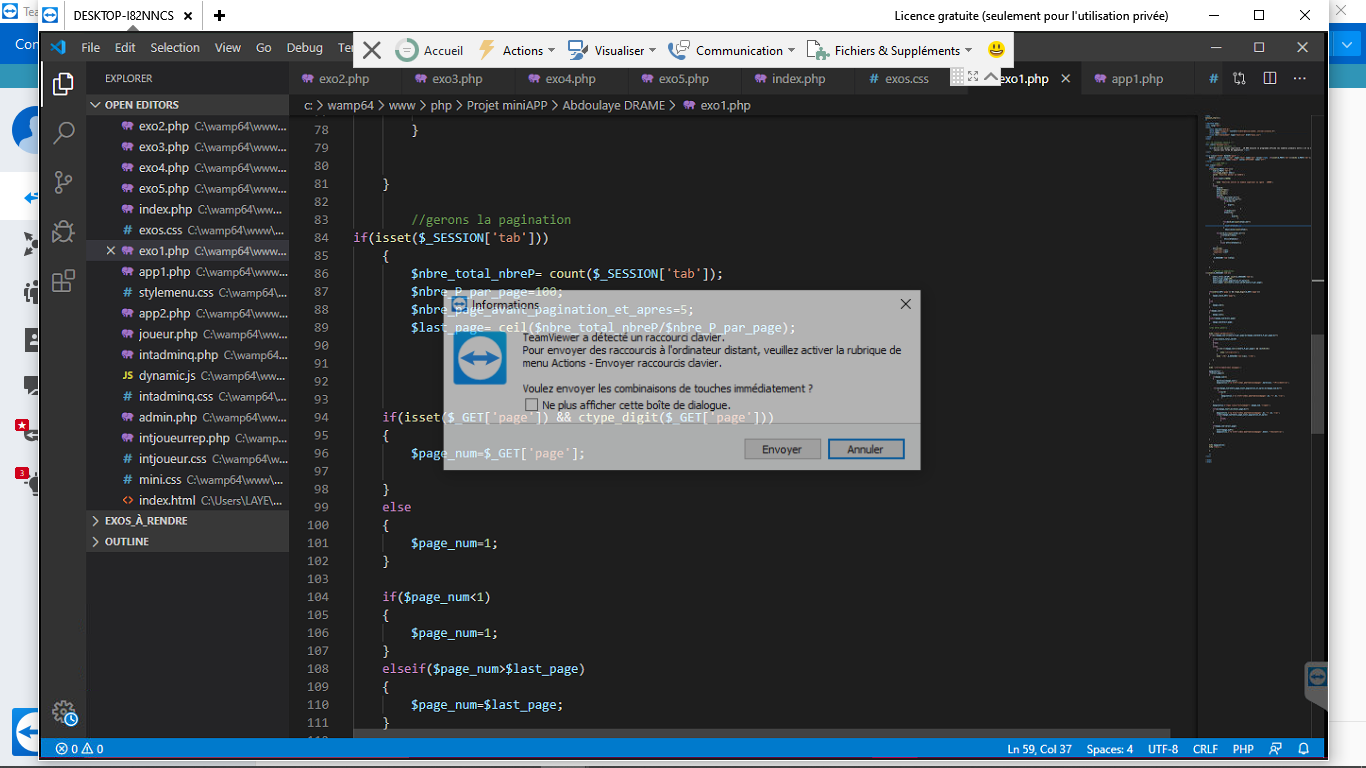 DESKTOP-I82NNCS
Licence gratuite (seulement pour l'utilisation privée)
File Edit Selection View Go Debug
Accueil Actions Visualiser Communication Fichiers & Suppléments
EXPLORER
exo2.php exo3.php exo4.php exo5.php index.php exos.css exo1.php app1.php
OPEN EDITORS
c: > wamp64 > www > php > Projet miniAPP > Abdoulaye DRAME > exo1.php
exo2.php C:\wamp64\www...
exo3.php C:\wamp64\www...
exo4.php C:\wamp64\www...
exo5.php C:\wamp64\www...
index.php C:\wamp64\ww...
# exos.css C:\wamp64\www...
exo1.php C:\wamp64\www...
app1.php C:\wamp64\www...
# stylemenu.css C:\wamp64...
app2.php C:\wamp64\www...
joueur.php C:\wamp64\w...
intadminq.php C:\wamp64...
JS dynamic.js C:\wamp64\w...
# intadminq.css C:\wamp64...
admin.php C:\wamp64\w...
intjoueurrep.php C:\wamp...
# intjoueur.css C:\wamp64...
# mini.css C:\wamp64\www\...
<> index.html C:\Users\LAYE\...
EXOS_À_RENDRE
OUTLINE
78 }
79
80
81 }
82
83 //gerons la pagination
84 if(isset($_SESSION['tab']))
85 {
86 $nbre_total_nbreP= count($_SESSION['tab']);
87 $nbre_P_par_page=100;
88 $nbre_page_avant_pagination_et_apres=5;
89 $last_page= ceil($nbre_total_nbreP/$nbre_P_par_page);
90
91
92
93
94 if(isset($_GET['page']) && ctype_digit($_GET['page']))
95 {
96 $page_num=$_GET['page'];
97
98 }
99 else
100 {
101 $page_num=1;
102 }
103
104 if($page_num<1)
105 {
106 $page_num=1;
107 }
108 elseif($page_num>$last_page)
109 {
110 $page_num=$last_page;
111 }
Informations
TeamViewer a détecté un raccourci clavier.
Pour envoyer des raccourcis à l'ordinateur distant, veuillez activer la rubrique de
menu Actions - Envoyer raccourcis clavier.
Voulez envoyer les combinaisons de touches immédiatement ?
Ne plus afficher cette boîte de dialogue.
Envoyer Annuler
3
0 0
Ln 59, Col 37 Spaces: 4 UTF-8 CRLF PHP